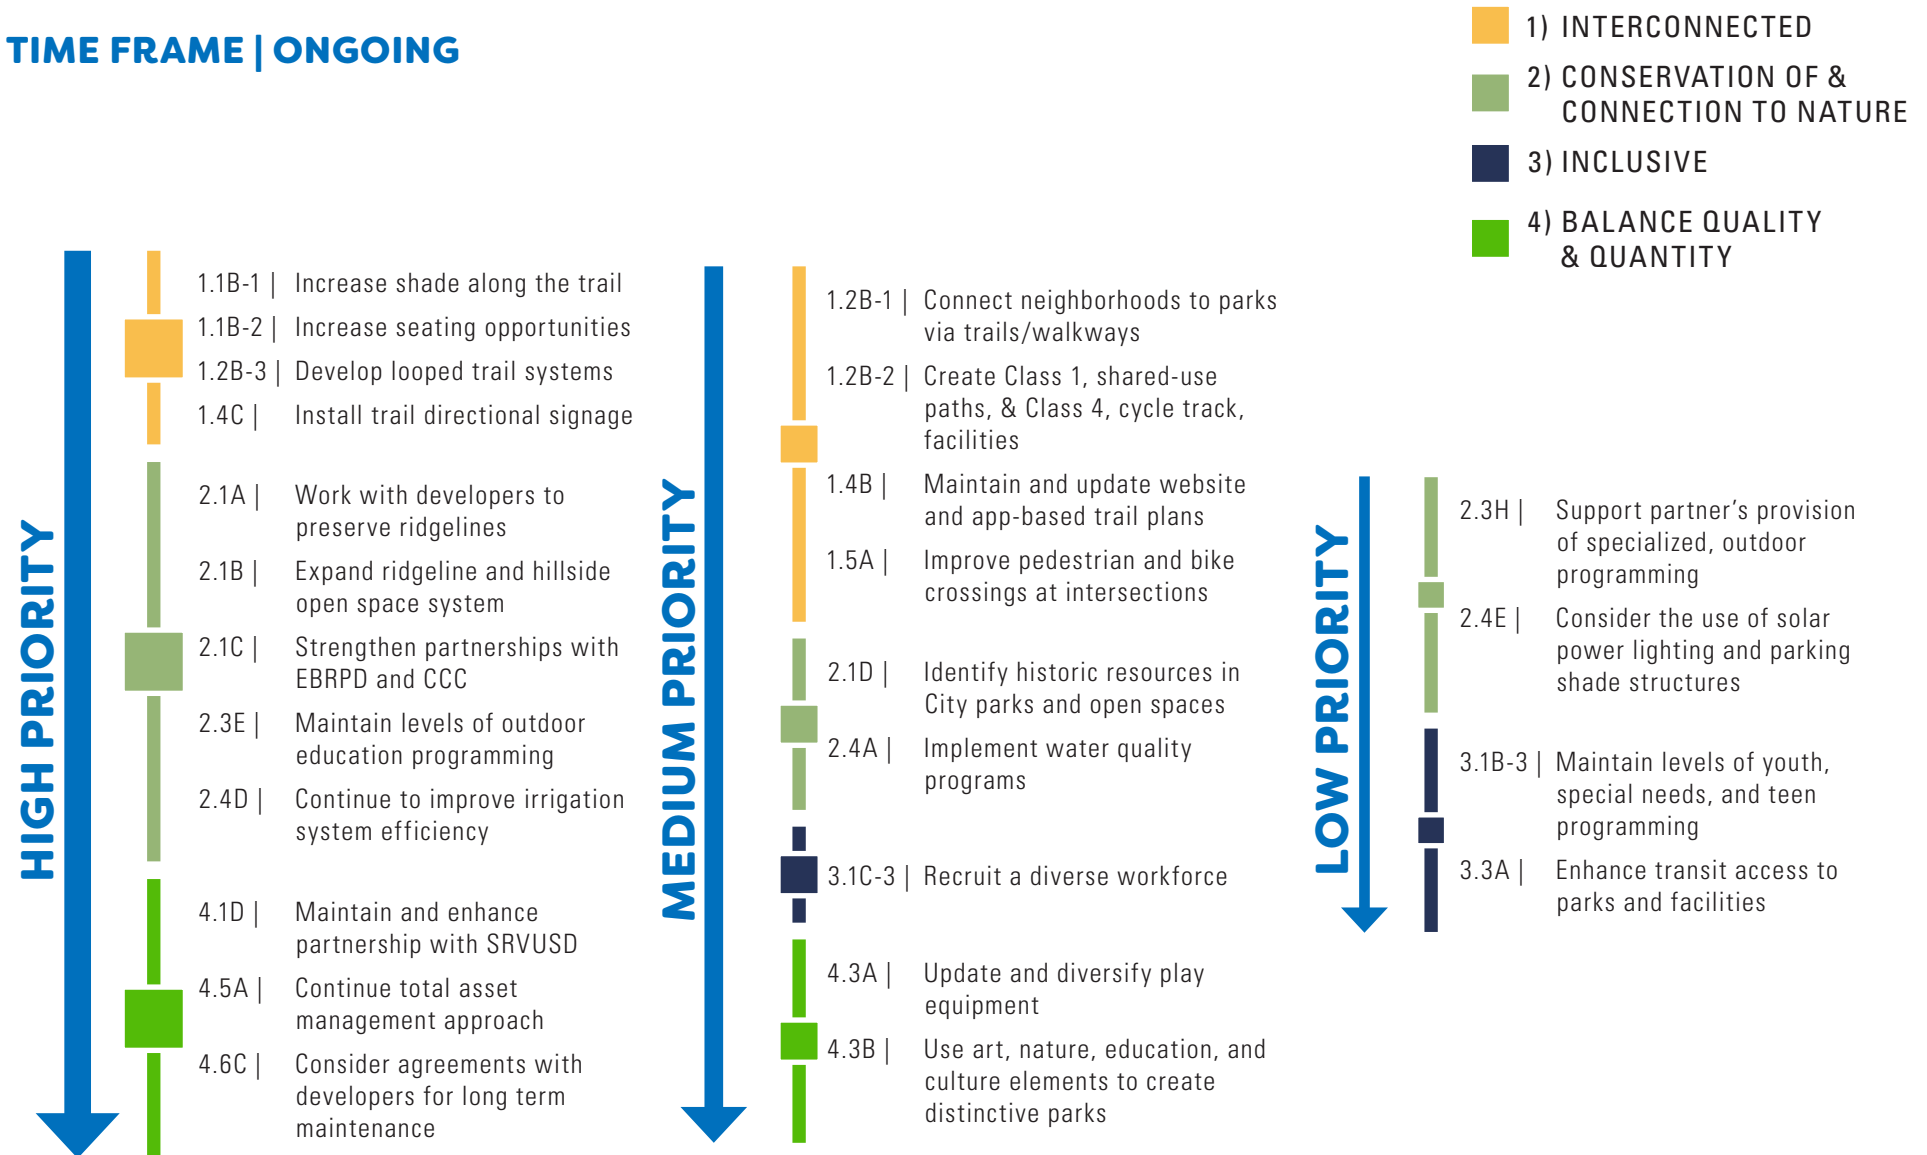 TIME FRAME | ONGOING
1) INTERCONNECTED
2) CONSERVATION OF &
CONNECTION TO NATURE
3) INCLUSIVE
4) BALANCE QUALITY
& QUANTITY
HIGH PRIORITY
1.1B-1 | Increase shade along the trail
1.1B-2 | Increase seating opportunities
1.2B-3 | Develop looped trail systems
1.4C | Install trail directional signage
2.1A | Work with developers to
preserve ridgelines
2.1B | Expand ridgeline and hillside
open space system
2.1C | Strengthen partnerships with
EBRPD and CCC
2.3E | Maintain levels of outdoor
education programming
2.4D | Continue to improve irrigation
system efficiency
4.1D | Maintain and enhance
partnership with SRVUSD
4.5A | Continue total asset
management approach
4.6C | Consider agreements with
developers for long term
maintenance
MEDIUM PRIORITY
1.2B-1 | Connect neighborhoods to parks
via trails/walkways
1.2B-2 | Create Class 1, shared-use
paths, & Class 4, cycle track,
facilities
1.4B | Maintain and update website
and app-based trail plans
1.5A | Improve pedestrian and bike
crossings at intersections
2.1D | Identify historic resources in
City parks and open spaces
2.4A | Implement water quality
programs
3.1C-3 | Recruit a diverse workforce
4.3A | Update and diversify play
equipment
4.3B | Use art, nature, education, and
culture elements to create
distinctive parks
LOW PRIORITY
2.3H | Support partner's provision
of specialized, outdoor
programming
2.4E | Consider the use of solar
power lighting and parking
shade structures
3.1B-3 | Maintain levels of youth,
special needs, and teen
programming
3.3A | Enhance transit access to
parks and facilities